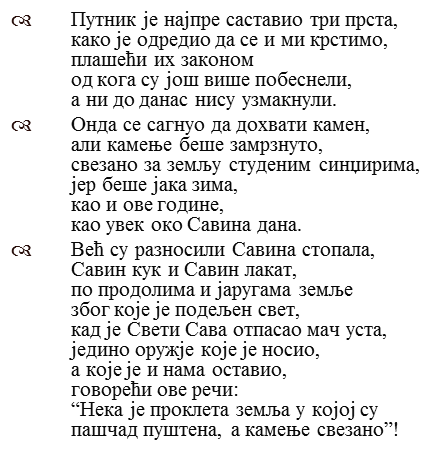 Путник је најпре саставио три прста,
како је одредио да се и ми крстимо,
плашећи их законом
од кога су још више побеснели,
а ни до данас нису узмакнули.
Онда се сагнуо да дохвати камен,
али камење беше замрзнуто,
свезано за земљу студеним синџирима,
јер беше јака зима,
као и ове године,
као увек око Савина дана.
Већ су разносили Савина стопала,
Савин кук и Савин лакат,
по продолима и јаругама земље
због које је подељен свет,
кад је Свети Сава отпасао мач уста,
једино оружје које је носио,
а које је и нама оставио,
говорећи ове речи:
“Нека је проклета земља у којој су
пашчад пуштена, а камење свезано”!